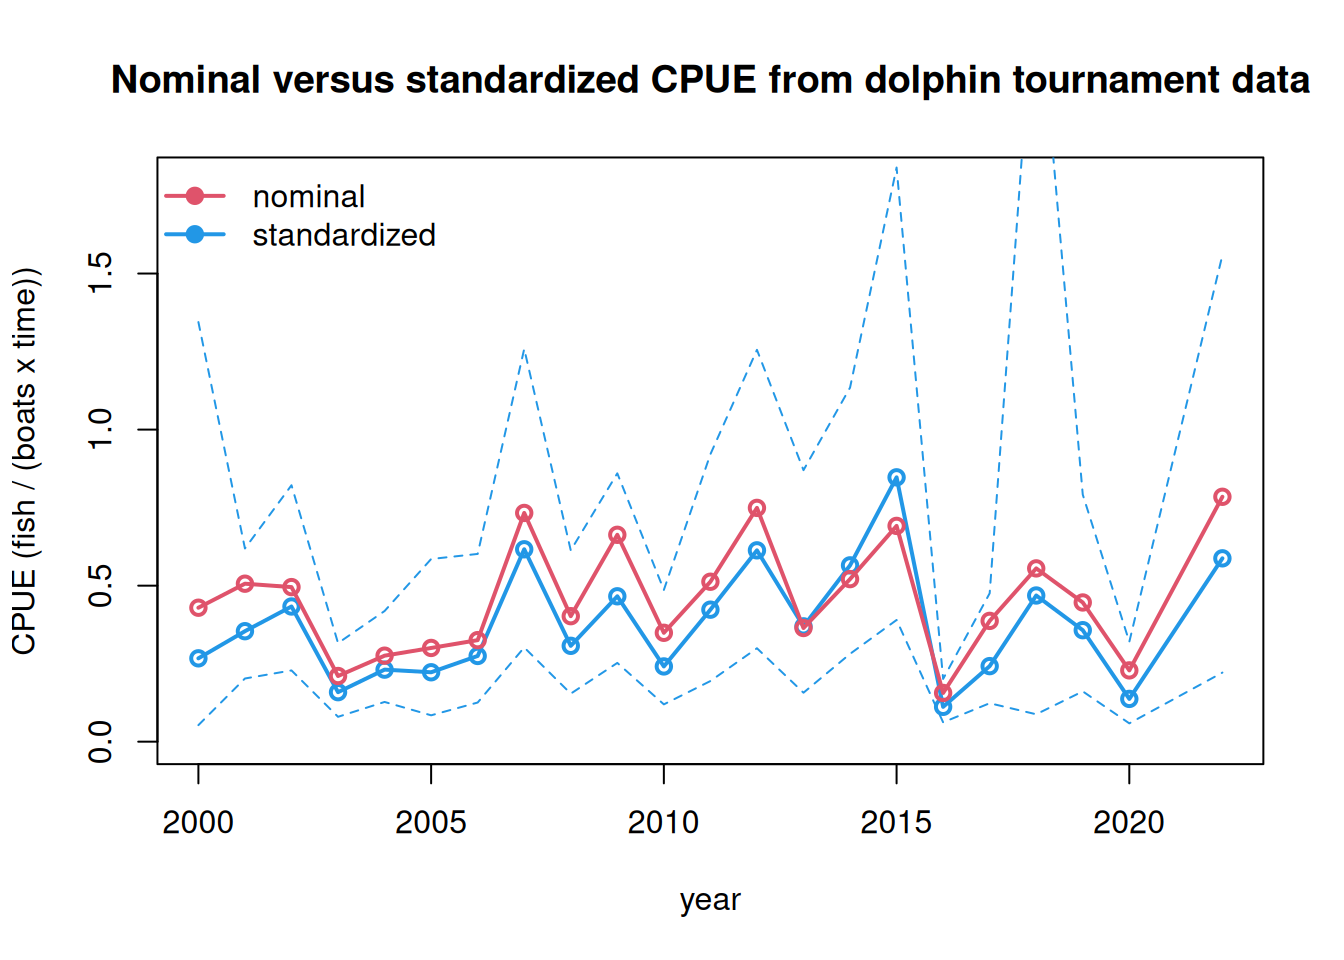 Nominal versus standardized CPUE from dolphin tournament data
nominal
standardized
CPUE (fish / (boats x time))
1.5
1.0
0.5
0.0
2000 2005 2010 2015 2020
year